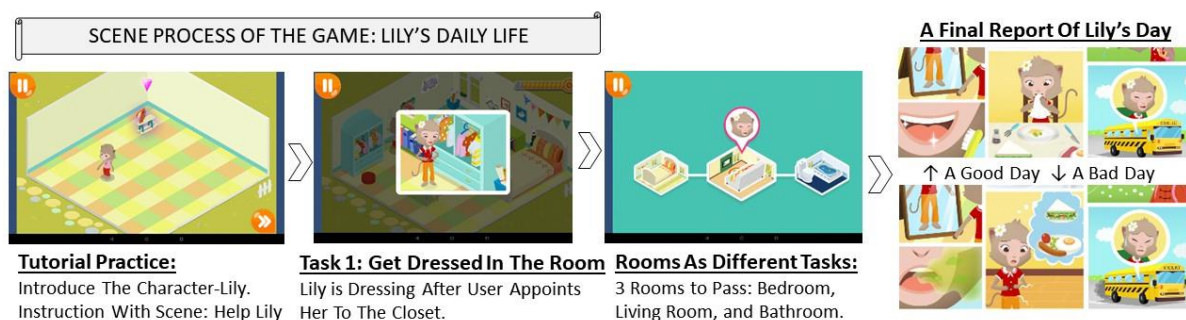 SCENE PROCESS OF THE GAME: LILY'S DAILY LIFE
A Final Report Of Lily's Day
↑ A Good Day ↓ A Bad Day
Tutorial Practice:
Introduce The Character-Lily.
Instruction With Scene: Help Lily
Task 1: Get Dressed In The Room
Lily is Dressing After User Appoints
Her To The Closet.
Rooms As Different Tasks:
3 Rooms to Pass: Bedroom,
Living Room, and Bathroom.